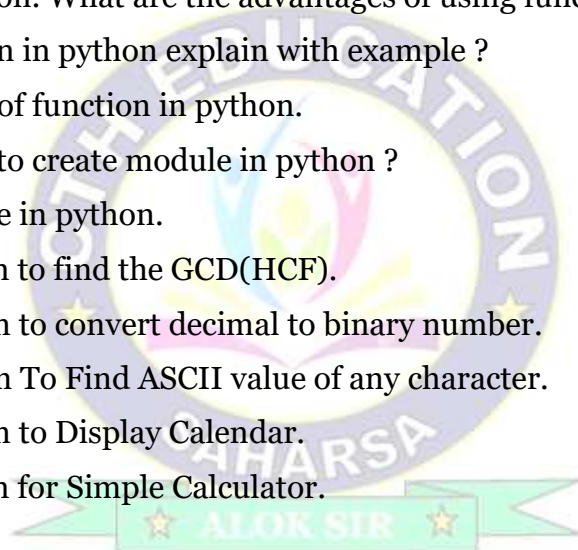 on. What are the advantages of using func
n in python explain with example ?
of function in python.
to create module in python ?
e in python.
n to find the GCD(HCF).
n to convert decimal to binary number.
n To Find ASCII value of any character.
n to Display Calendar.
n for Simple Calculator.
EDUCATION
SAHARSA
ALOK SIR